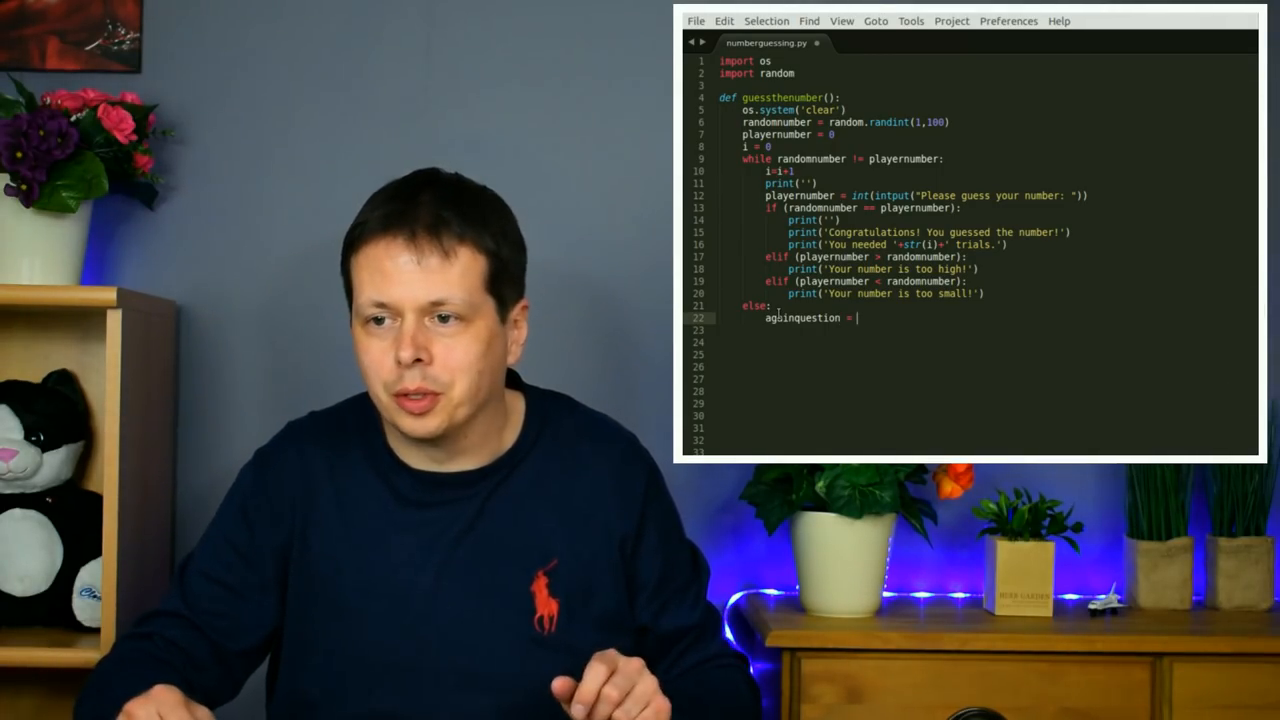 File Edit Selection Find View Goto Tools Project Preferences Help
numberguessing.py
1 import os
2 import random
3
4 def guessthenumber():
5 os.system('clear')
6 randomnumber = random.randint(1,100)
7 playernumber = 0
8 i = 0
9 while randomnumber != playernumber:
10 i=i+1
11 print('')
12 playernumber = int(intput("Please guess your number: "))
13 if (randomnumber == playernumber):
14 print('')
15 print('Congratulations! You guessed the number!')
16 print('You needed '+str(i)+' trials.')
17 elif (playernumber > randomnumber):
18 print('Your number is too high!')
19 elif (playernumber < randomnumber):
20 print('Your number is too small!')
21 else:
22 againquestion =
23
24
25
26
27
28
29
30
31
32
33
HERB GARDEN